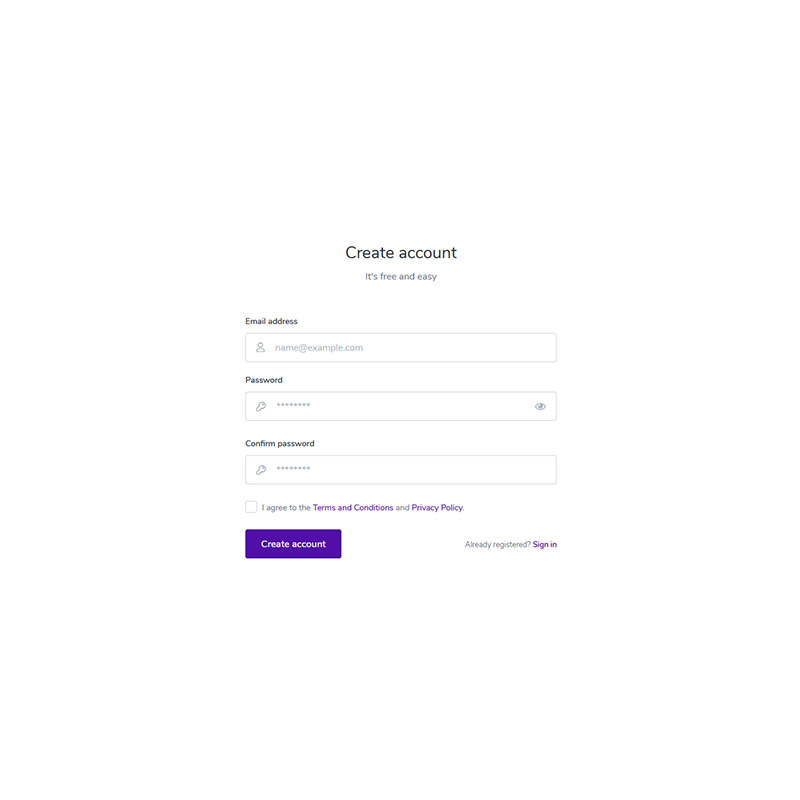 Create account
It's free and easy
Email address
name@example.com
Password
********
Confirm password
********
I agree to the Terms and Conditions and Privacy Policy.
Create account
Already registered? Sign in